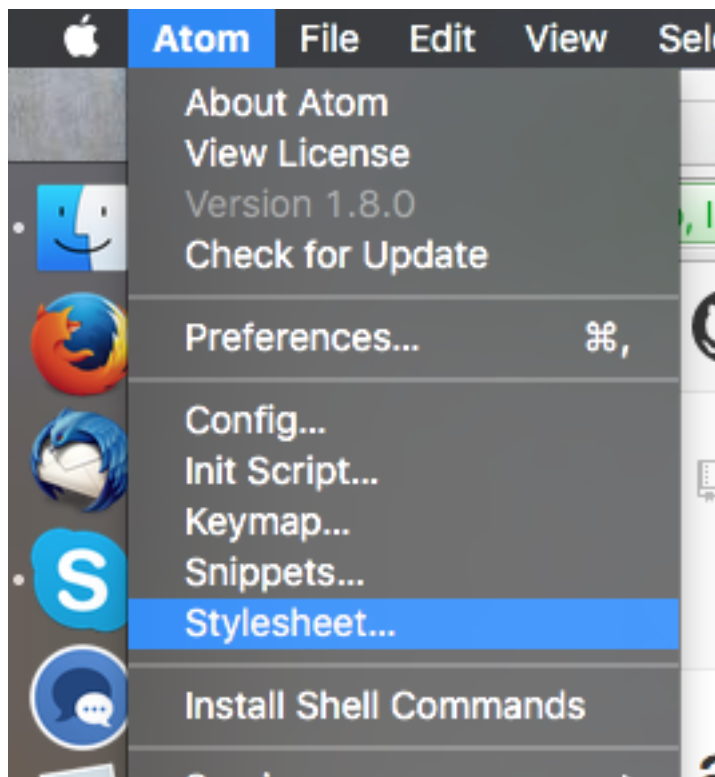 Atom File Edit View Sel
About Atom
View License
Version 1.8.0
Check for Update
Preferences... ⌘,
Config...
Init Script...
Keymap...
Snippets...
Stylesheet...
Install Shell Commands